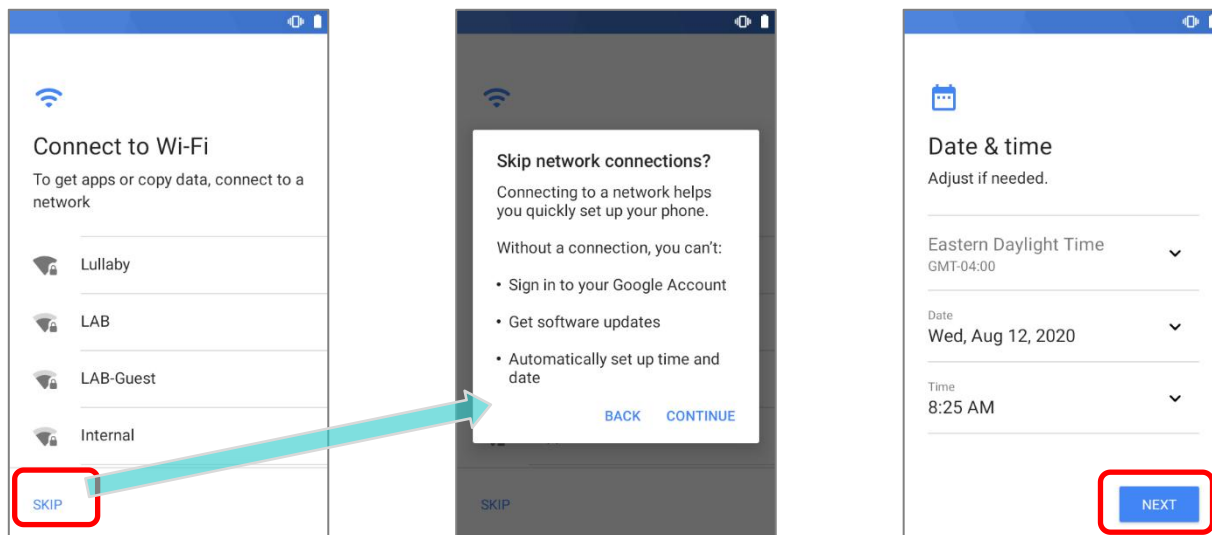 Connect to Wi-Fi
To get apps or copy data, connect to a
network
Lullaby
LAB
LAB-Guest
Internal
SKIP
Skip network connections?
Connecting to a network helps
you quickly set up your phone.
Without a connection, you can't:
• Sign in to your Google Account
• Get software updates
• Automatically set up time and
date
BACK CONTINUE
SKIP
Date & time
Adjust if needed.
Eastern Daylight Time
GMT-04:00
Date
Wed, Aug 12, 2020
Time
8:25 AM
NEXT